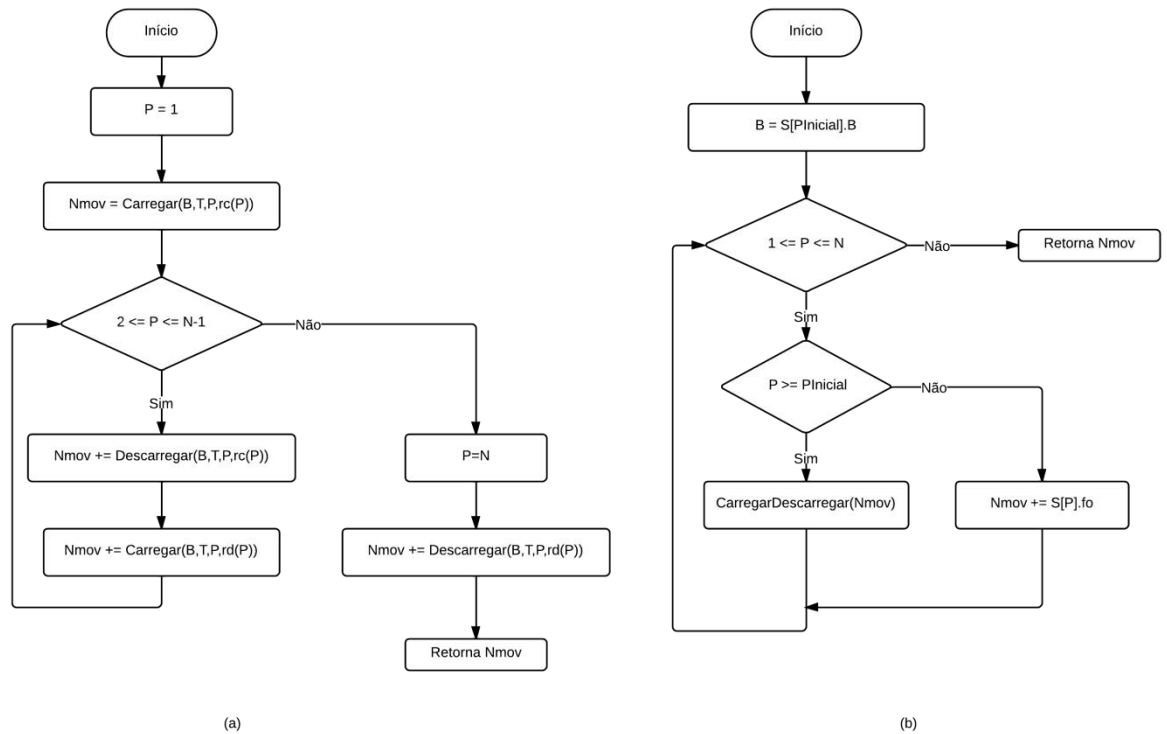 Início
P = 1
Nmov = Carregar(B,T,P,rc(P))
2 <= P <= N-1
Não
Sim
Nmov += Descarregar(B,T,P,rc(P))
P=N
Nmov += Carregar(B,T,P,rd(P))
Nmov += Descarregar(B,T,P,rd(P))
Retorna Nmov
(a)
Início
B = S[PInicial].B
1 <= P <= N
Não
Retorna Nmov
Sim
P >= PInicial
Não
Sim
CarregarDescarregar(Nmov)
Nmov += S[P].fo
(b)